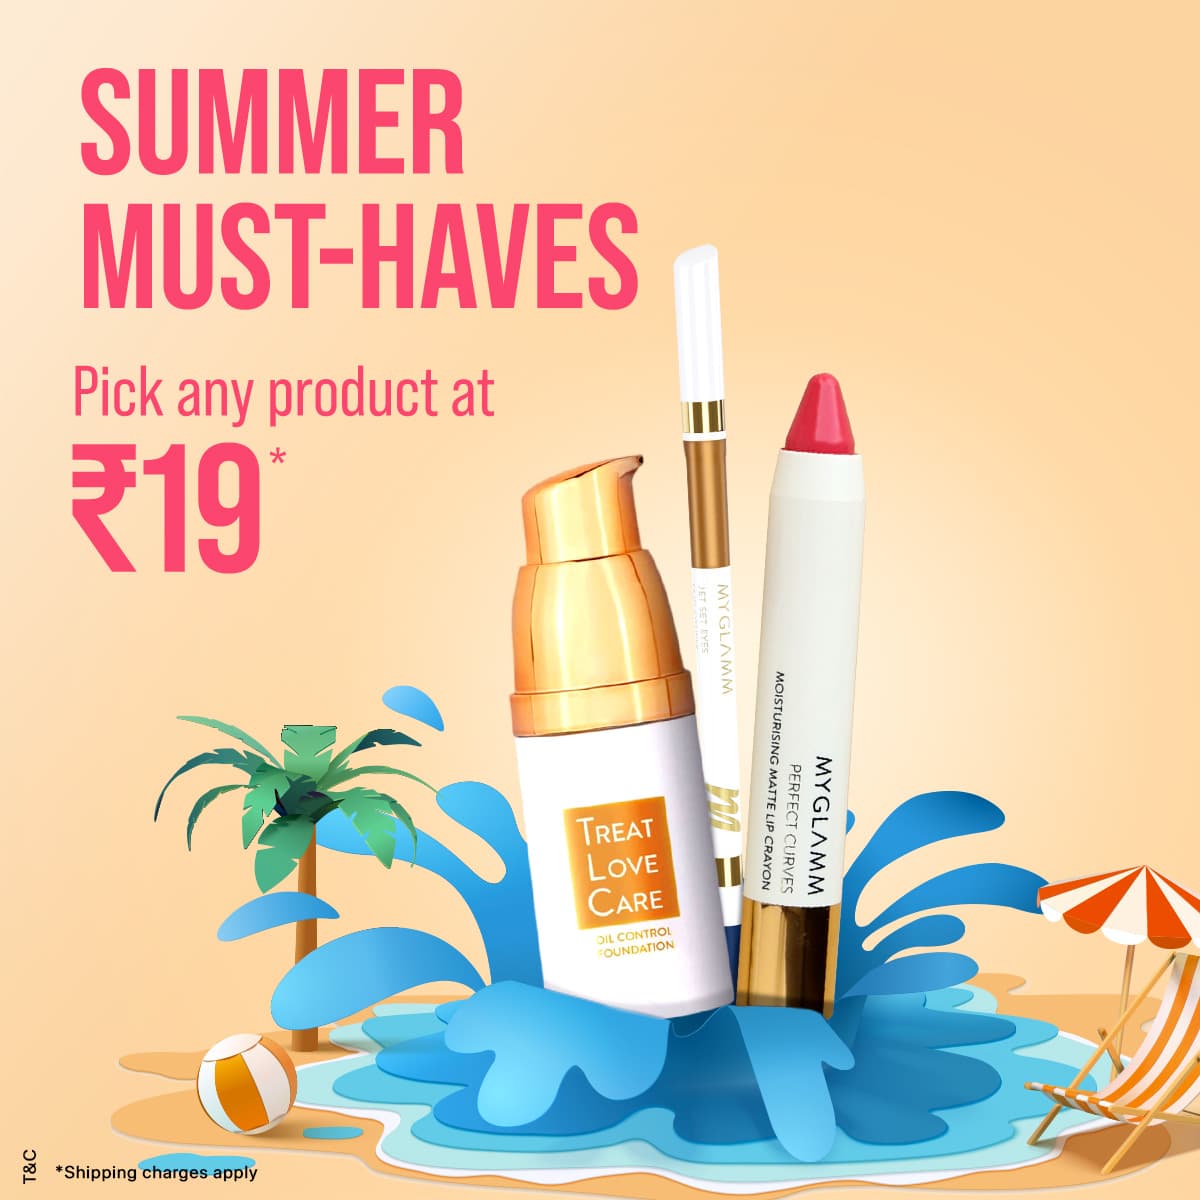 SUMMER
MUST-HAVES
Pick any product at
₹19*
MYGLAMM
JET SET EYES
TREAT
LOVE
CARE
OIL CONTROL
FOUNDATION
MYGLAMM
PERFECT CURVES
MOISTURISING MATTE LIP CRAYON
T&C
*Shipping charges apply